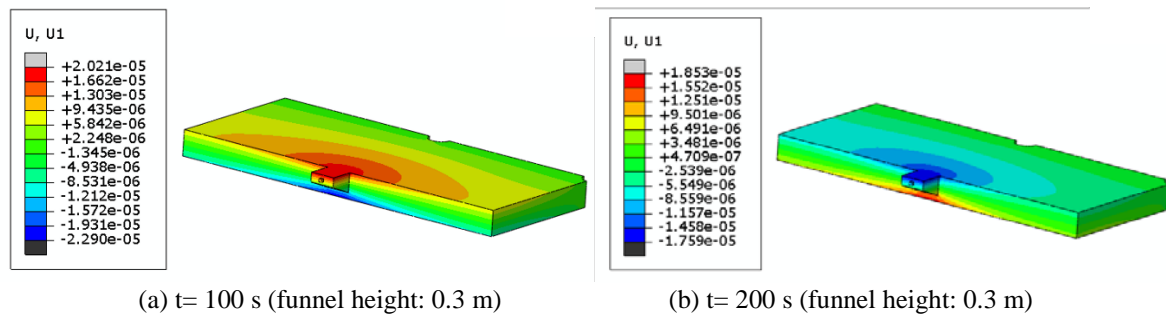 U, U1
+2.021e-05
+1.662e-05
+1.303e-05
+9.435e-06
+5.842e-06
+2.248e-06
-1.345e-06
-4.938e-06
-8.531e-06
-1.212e-05
-1.572e-05
-1.931e-05
-2.290e-05
(a) t= 100 s (funnel height: 0.3 m)
U, U1
+1.853e-05
+1.552e-05
+1.251e-05
+9.501e-06
+6.491e-06
+3.481e-06
+4.709e-07
-2.539e-06
-5.549e-06
-8.559e-06
-1.157e-05
-1.458e-05
-1.759e-05
(b) t= 200 s (funnel height: 0.3 m)